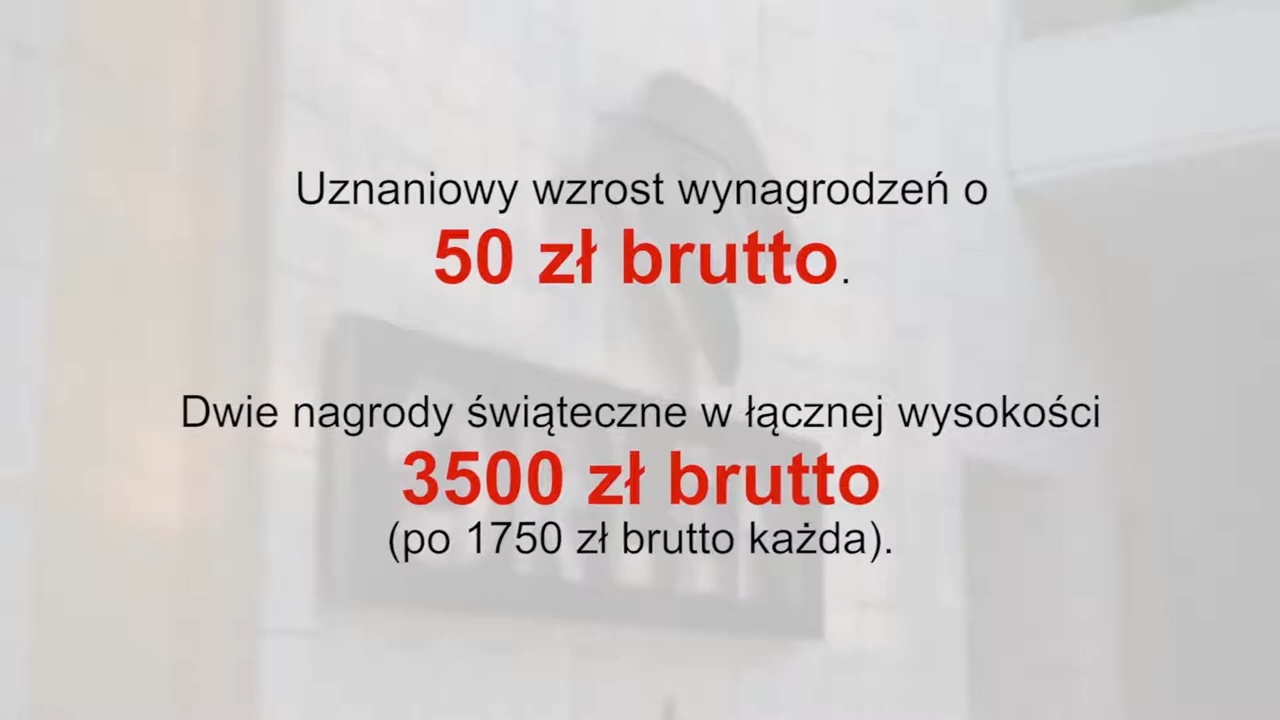 Uznaniowy wzrost wynagrodzeń o
50 zł brutto.
Dwie nagrody świąteczne w łącznej wysokości
3500 zł brutto
(po 1750 zł brutto każda).